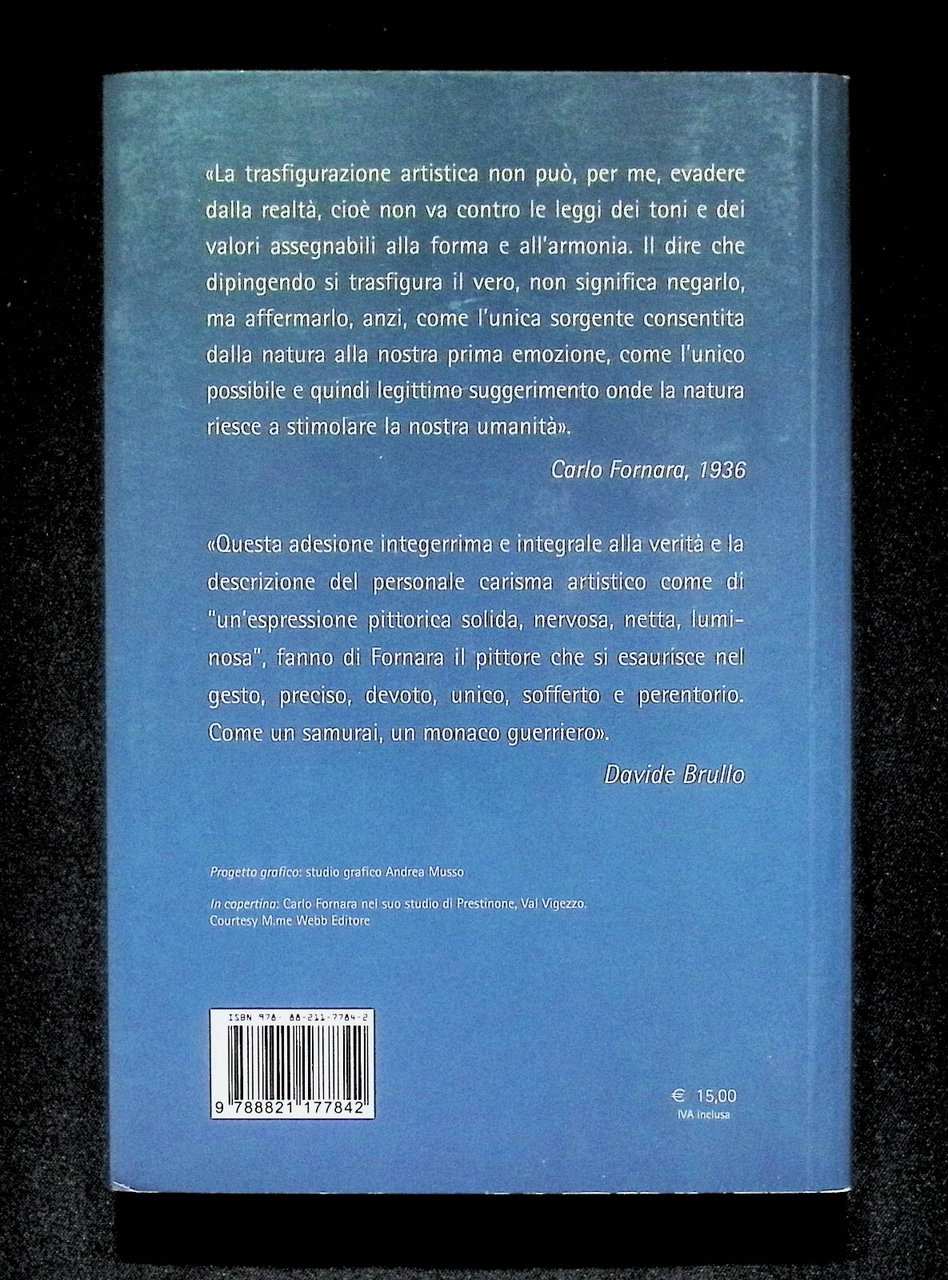 «La trasfigurazione artistica non può, per me, evadere
dalla realtà, cioè non va contro le leggi dei toni e dei
valori assegnabili alla forma e all'armonia. Il dire che
dipingendo si trasfigura il vero, non significa negarlo,
ma affermarlo, anzi, come l'unica sorgente consentita
dalla natura alla nostra prima emozione, come l'unico
possibile e quindi legittimo suggerimento onde la natura
riesce a stimolare la nostra umanità».
Carlo Fornara, 1936
«Questa adesione integerrima e integrale alla verità e la
descrizione del personale carisma artistico come di
"un'espressione pittorica solida, nervosa, netta, lumi-
nosa", fanno di Fornara il pittore che si esaurisce nel
gesto, preciso, devoto, unico, sofferto e perentorio.
Come un samurai, un monaco guerriero».
Davide Brullo
Progetto grafico: studio grafico Andrea Musso
In copertina: Carlo Fornara nel suo studio di Prestinone, Val Vigezzo.
Courtesy M.me Webb Editore
ISBN 978- 88-211-7784-2
9 788821 177842
€ 15,00
IVA inclusa